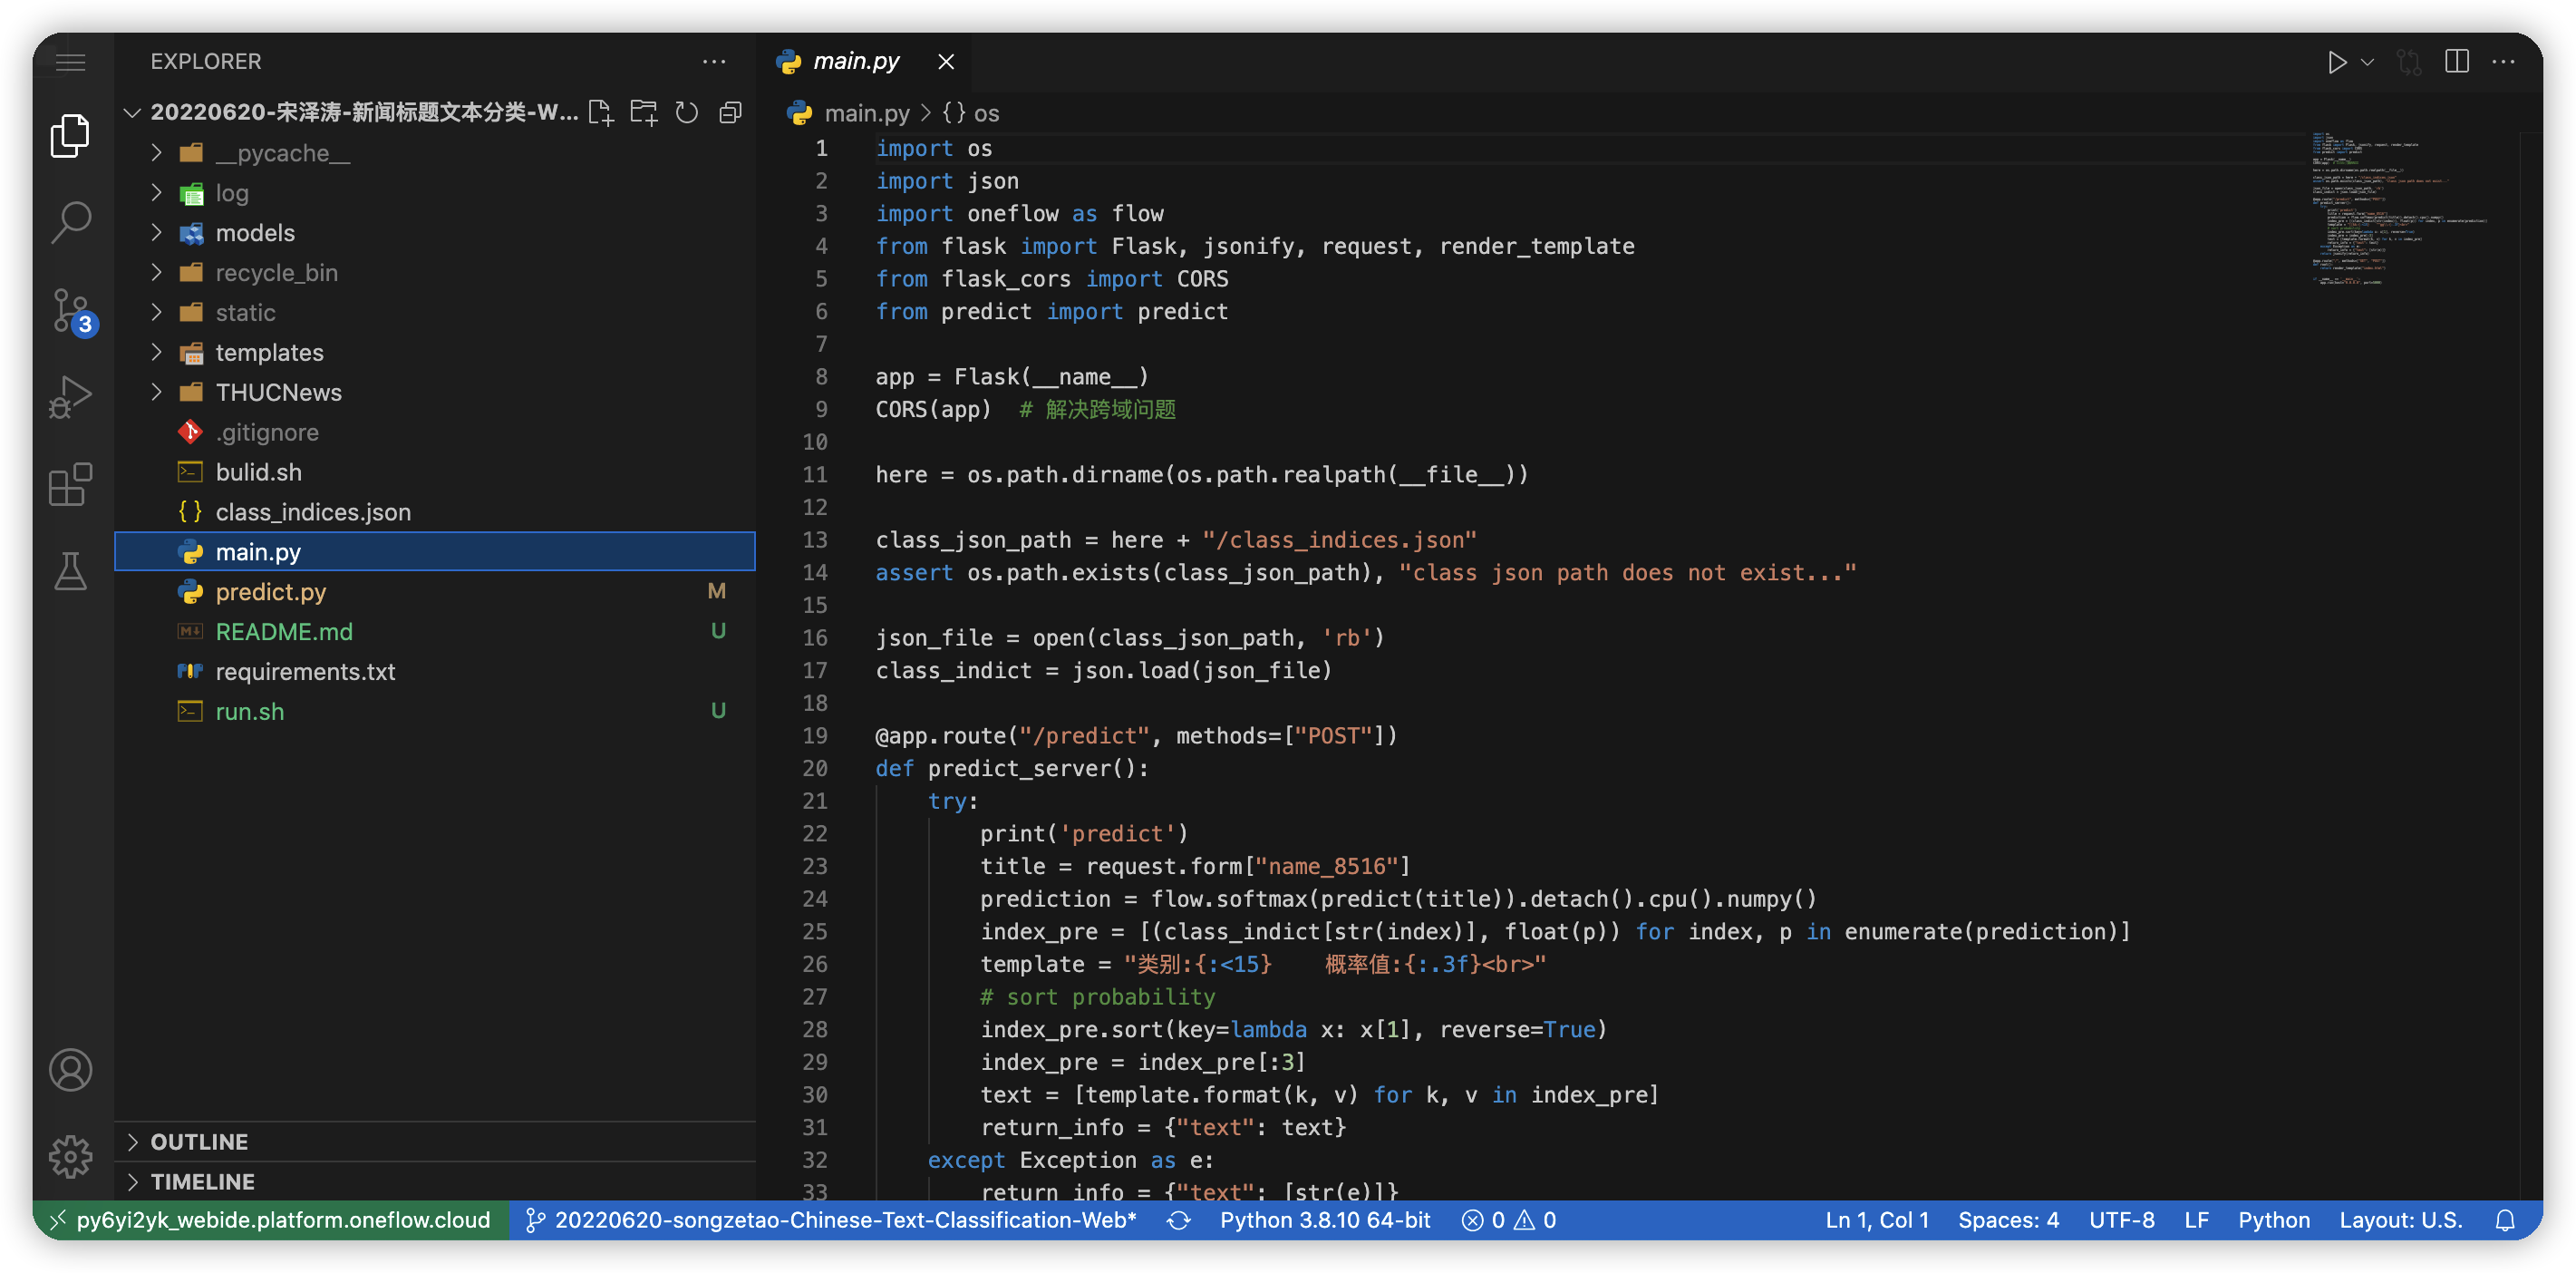 EXPLORER
20220620-宋泽涛-新闻标题文本分类-W...
__pycache__
log
models
recycle_bin
static
templates
THUCNews
.gitignore
bulid.sh
class_indices.json
main.py
predict.py M
README.md U
requirements.txt
run.sh U
OUTLINE
TIMELINE
3
main.py
main.py > {} os
1 import os
2 import json
3 import oneflow as flow
4 from flask import Flask, jsonify, request, render_template
5 from flask_cors import CORS
6 from predict import predict
7
8 app = Flask(__name__)
9 CORS(app)  # 解决跨域问题
10
11 here = os.path.dirname(os.path.realpath(__file__))
12
13 class_json_path = here + "/class_indices.json"
14 assert os.path.exists(class_json_path), "class json path does not exist..."
15
16 json_file = open(class_json_path, 'rb')
17 class_indict = json.load(json_file)
18
19 @app.route("/predict", methods=["POST"])
20 def predict_server():
21     try:
22         print('predict')
23         title = request.form["name_8516"]
24         prediction = flow.softmax(predict(title)).detach().cpu().numpy()
25         index_pre = [(class_indict[str(index)], float(p)) for index, p in enumerate(prediction)]
26         template = "类别:{:<15}    概率值:{:.3f}<br>"
27         # sort probability
28         index_pre.sort(key=lambda x: x[1], reverse=True)
29         index_pre = index_pre[:3]
30         text = [template.format(k, v) for k, v in index_pre]
31         return_info = {"text": text}
32     except Exception as e:
33         return_info = {"text": [str(e)]}
py6yi2yk_webide.platform.oneflow.cloud 20220620-songzetao-Chinese-Text-Classification-Web* Python 3.8.10 64-bit 0 0 Ln 1, Col 1 Spaces: 4 UTF-8 LF Python Layout: U.S.